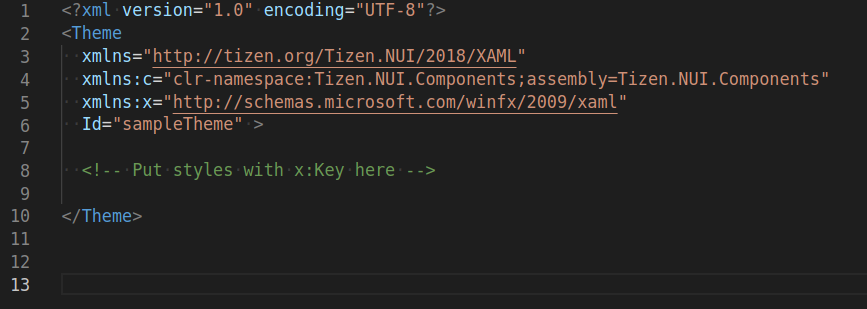 1 <?xml version="1.0" encoding="UTF-8"?>
2 <Theme
3 xmlns="http://tizen.org/Tizen.NUI/2018/XAML"
4 xmlns:c="clr-namespace:Tizen.NUI.Components;assembly=Tizen.NUI.Components"
5 xmlns:x="http://schemas.microsoft.com/winfx/2009/xaml"
6 Id="sampleTheme" >
7
8 <!-- Put styles with x:Key here -->
9
10 </Theme>
11
12
13